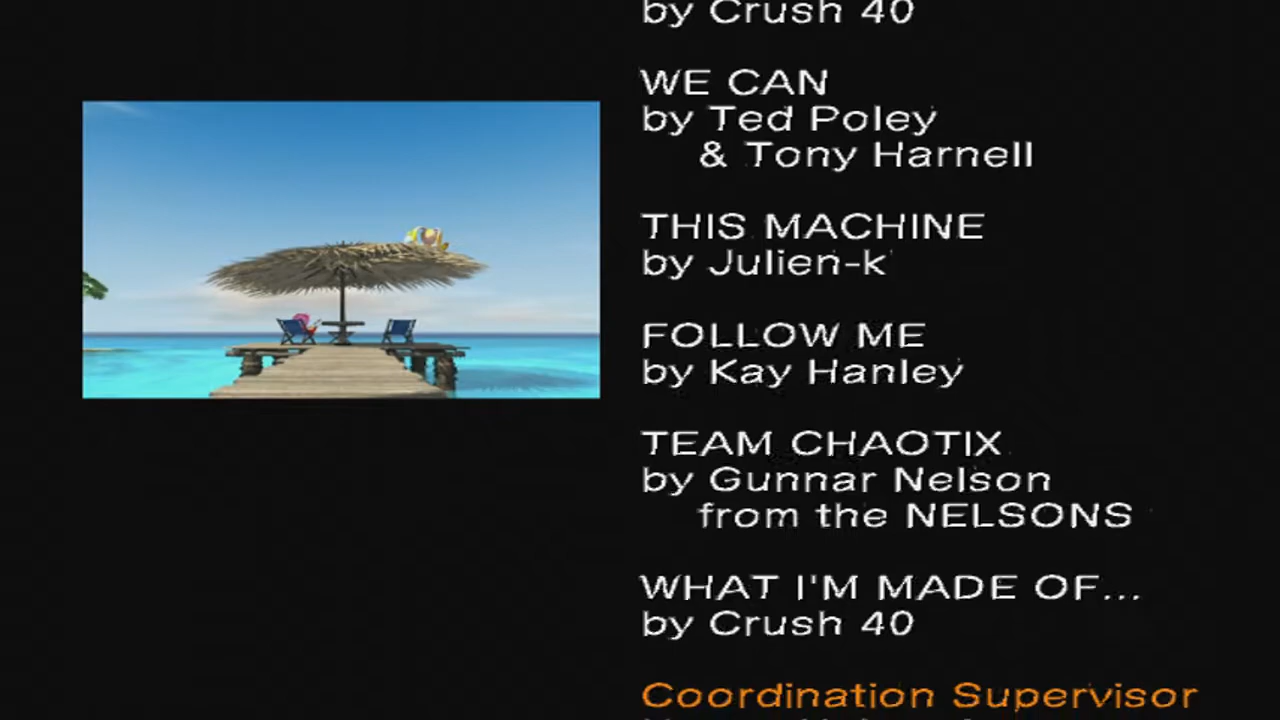 by Crush 40
WE CAN
by Ted Poley
& Tony Harnell
THIS MACHINE
by Julien-k
FOLLOW ME
by Kay Hanley
TEAM CHAOTIX
by Gunnar Nelson
from the NELSONS
WHAT I'M MADE OF...
by Crush 40
Coordination Supervisor